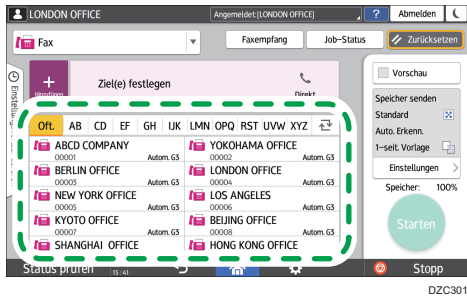 LONDON OFFICE
Angemeldet:[LONDON OFFICE]
?
Abmelden
Fax
Faxempfang
Job-Status
Zurücksetzen
Hinzufügen
Ziel(e) festlegen
Direkt
Vorschau
Speicher senden
Standard
Auto. Erkenn.
1-seit. Vorlage
Einstellungen
Speicher: 100%
Starten
Oft. AB CD EF GH IJK LMN OPQ RST UVW XYZ
ABCD COMPANY
00001 Autom. G3
YOKOHAMA OFFICE
00002 Autom. G3
BERLIN OFFICE
00003 Autom. G3
LONDON OFFICE
00004 Autom. G3
NEW YORK OFFICE
00005 Autom. G3
LOS ANGELES
00006 Autom. G3
KYOTO OFFICE
00007 Autom. G3
BEIJING OFFICE
00008 Autom. G3
SHANGHAI OFFICE
HONG KONG OFFICE
Status prüfen
15:41
Stopp
DZC301